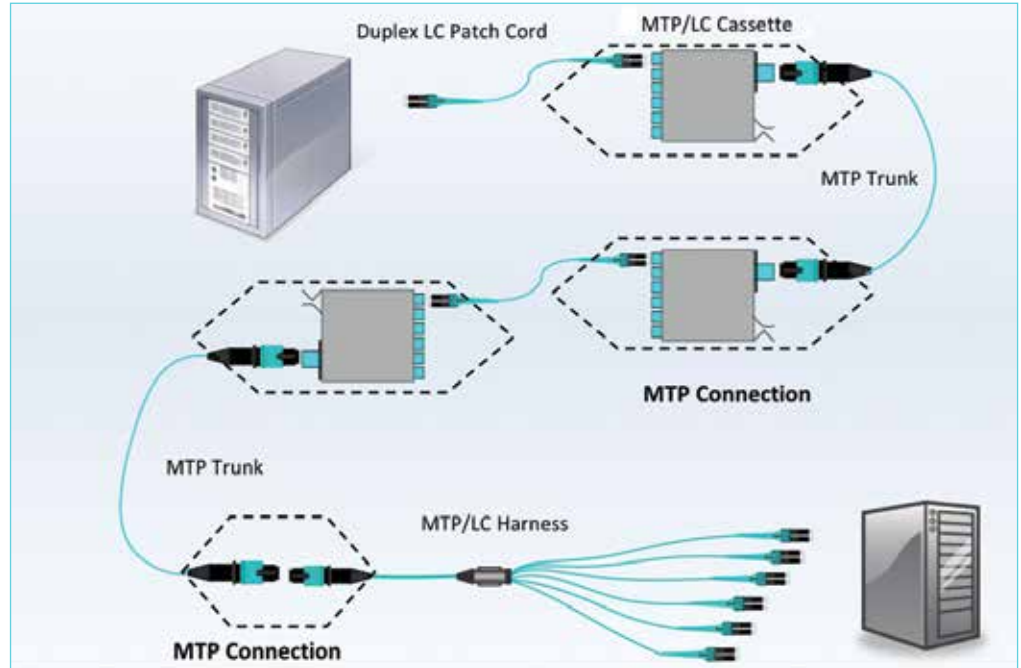 Duplex LC Patch Cord
MTP/LC Cassette
MTP Trunk
MTP Connection
MTP Trunk
MTP/LC Harness
MTP Connection